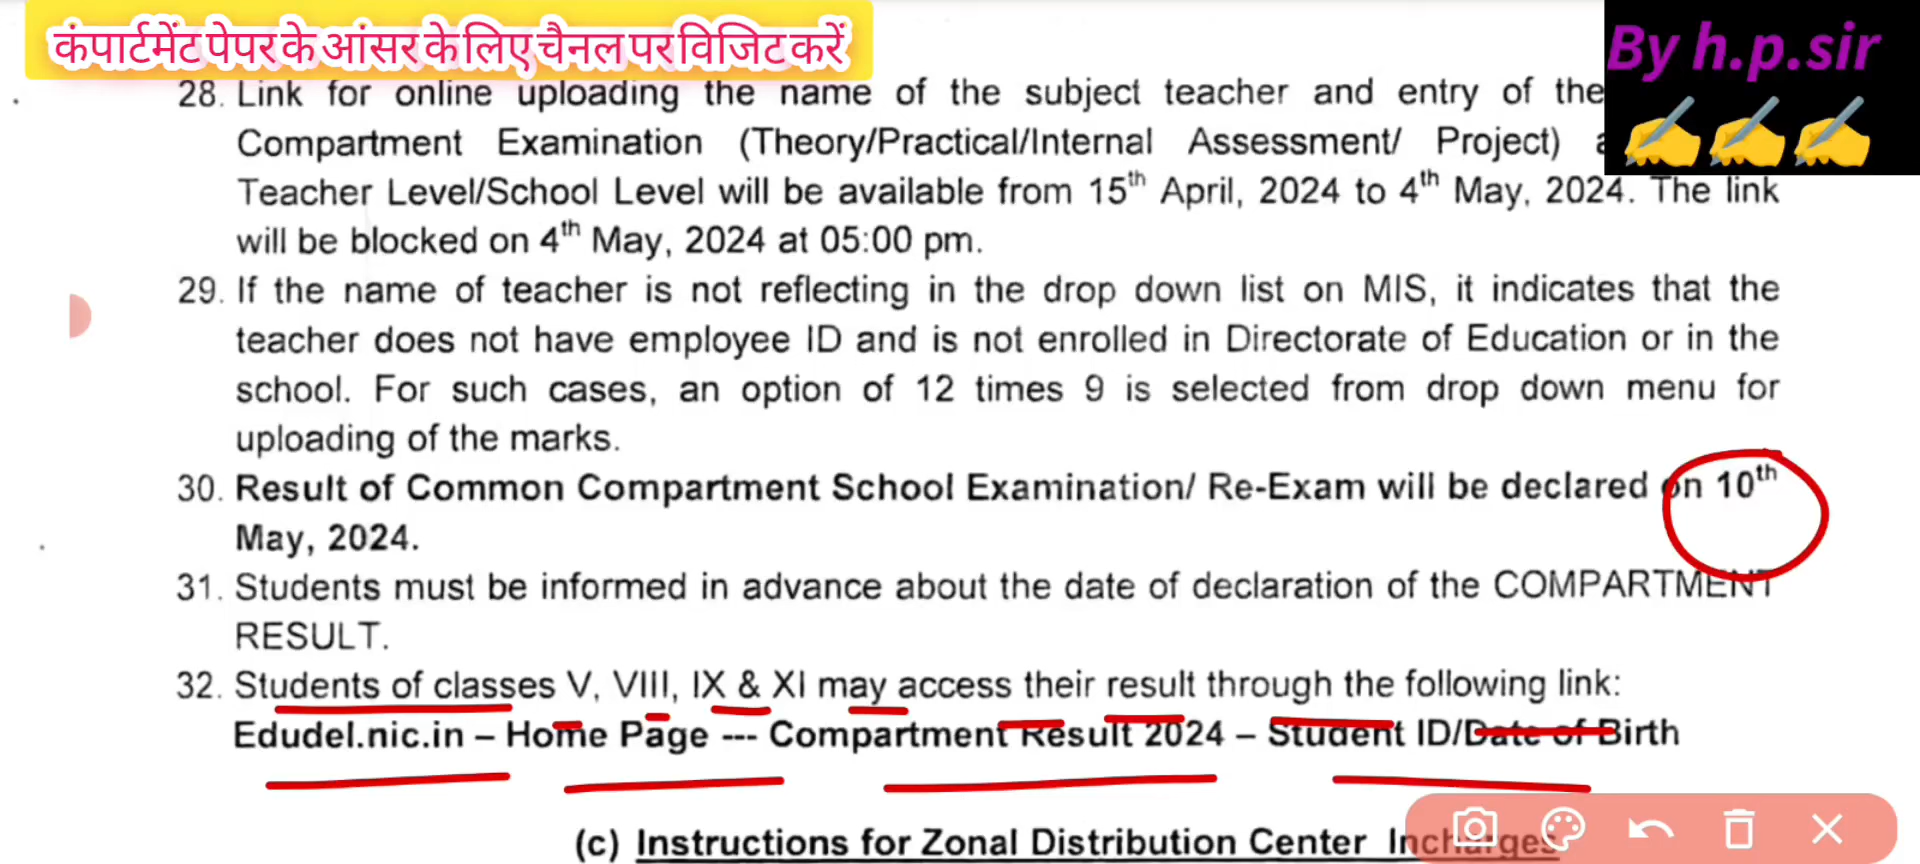 कंपार्टमेंट पेपर के आंसर के लिए चैनल पर विजिट करें
By h.p.sir
28. Link for online uploading the name of the subject teacher and entry of the
Compartment Examination (Theory/Practical/Internal Assessment/ Project)
Teacher Level/School Level will be available from 15th April, 2024 to 4th May, 2024. The link
will be blocked on 4th May, 2024 at 05:00 pm.
29. If the name of teacher is not reflecting in the drop down list on MIS, it indicates that the
teacher does not have employee ID and is not enrolled in Directorate of Education or in the
school. For such cases, an option of 12 times 9 is selected from drop down menu for
uploading of the marks.
30. Result of Common Compartment School Examination/ Re-Exam will be declared on 10th
May, 2024.
31. Students must be informed in advance about the date of declaration of the COMPARTMENT
RESULT.
32. Students of classes V, VIII, IX & XI may access their result through the following link:
Edudel.nic.in – Home Page --- Compartment Result 2024 – Student ID/Date of Birth
(c) Instructions for Zonal Distribution Center Incharges